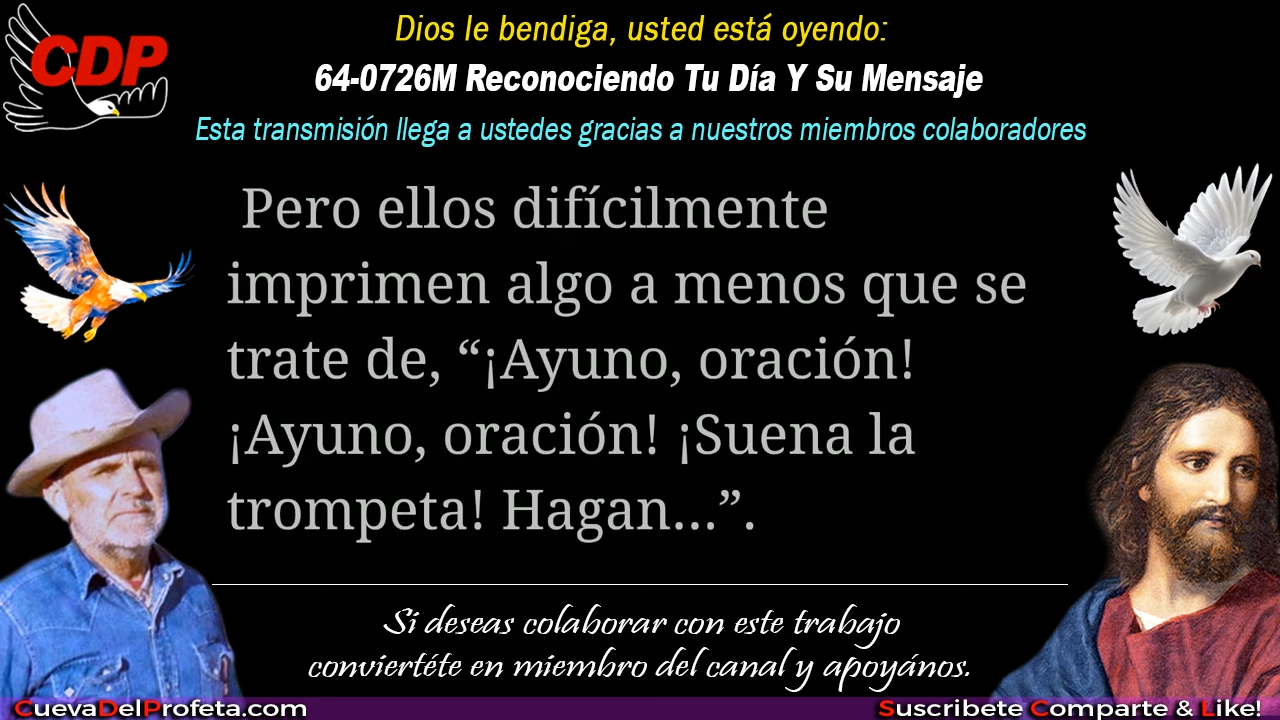 CDP
Dios le bendiga, usted está oyendo:
64-0726M Reconociendo Tu Día Y Su Mensaje
Esta transmisión llega a ustedes gracias a nuestros miembros colaboradores
Pero ellos difícilmente
imprimen algo a menos que se
trate de, “¡Ayuno, oración!
¡Ayuno, oración! ¡Suena la
trompeta! Hagan...”.
Si deseas colaborar con este trabajo
conviertéte en miembro del canal y apoyános.
CuevaDelProfeta.com
Suscribete Comparte & Like!